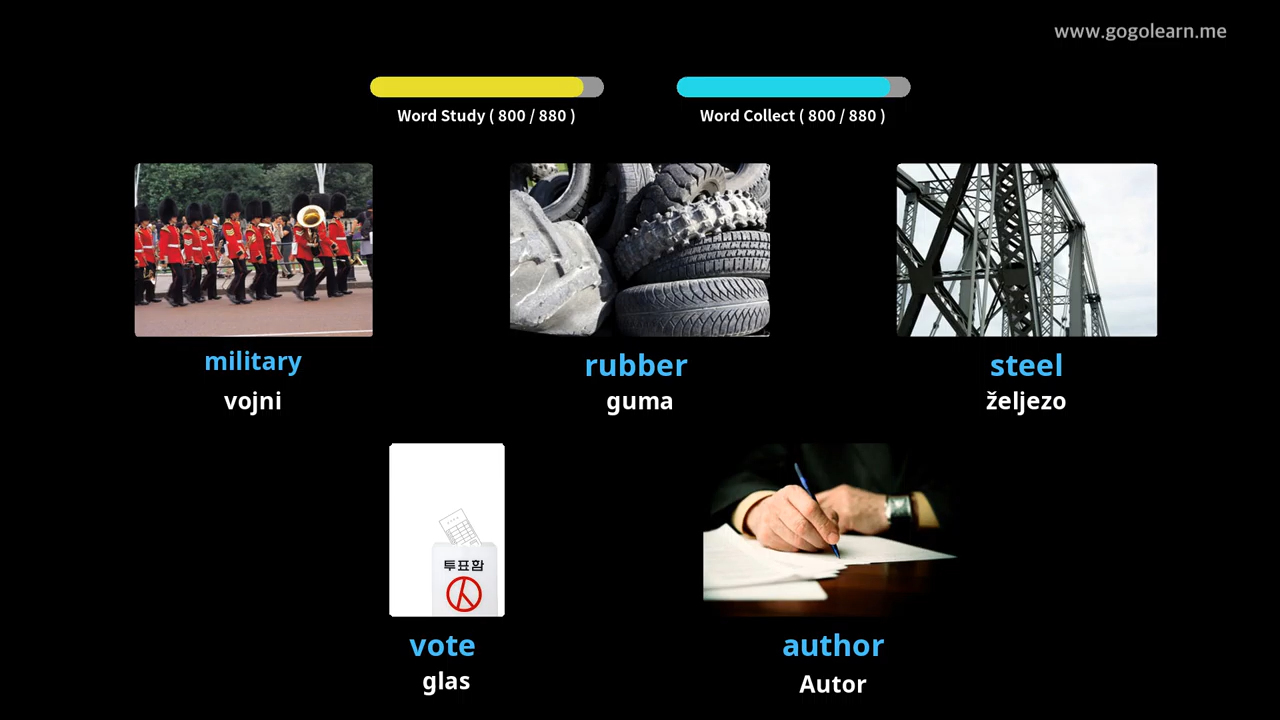 www.gogolearn.me
Word Study ( 800 / 880 )
Word Collect ( 800 / 880 )
military
vojni
rubber
guma
steel
željezo
투표함
vote
glas
author
Autor